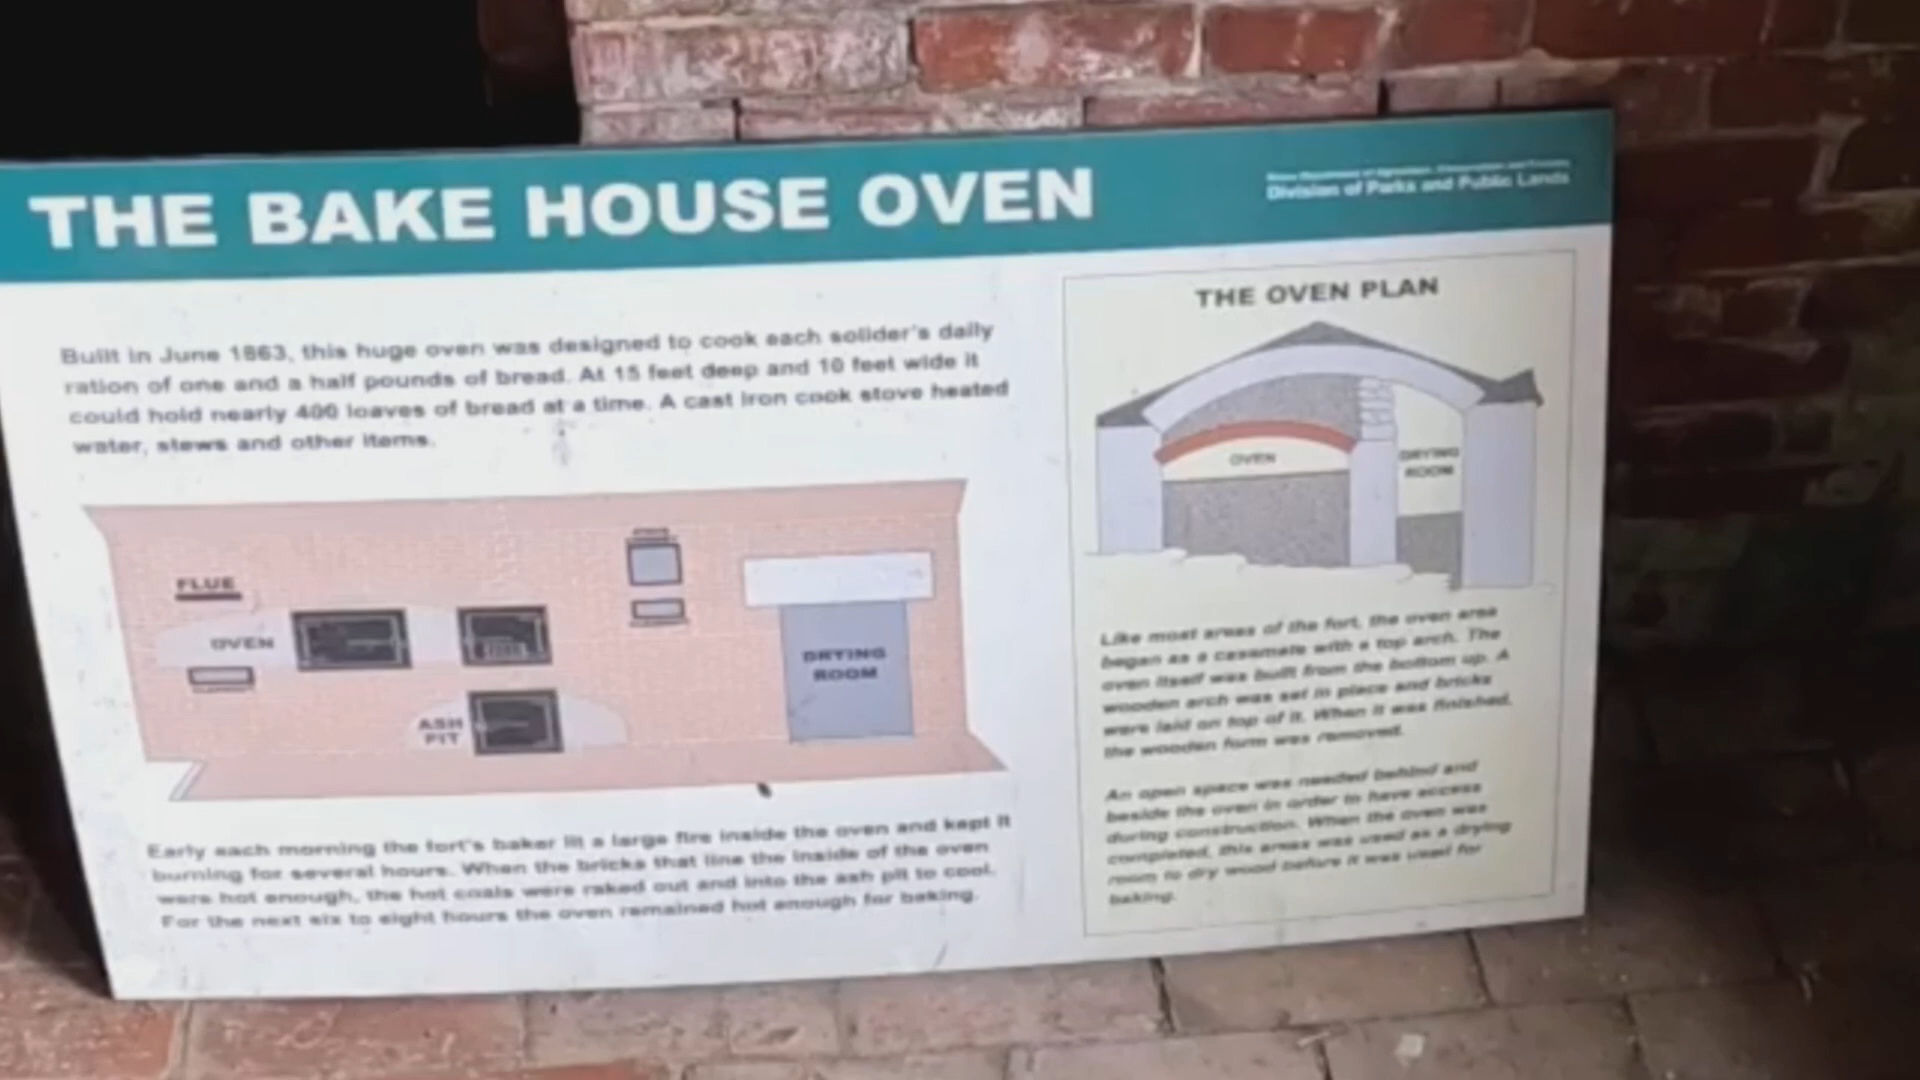 THE BAKE HOUSE OVEN
Maine Department of Agriculture, Conservation and Forestry
Division of Parks and Public Lands
Built in June 1863, this huge oven was designed to cook each solider's daily
ration of one and a half pounds of bread. At 15 feet deep and 10 feet wide it
could hold nearly 400 loaves of bread at a time. A cast iron cook stove heated
water, stews and other items.
FLUE
OVEN
ASH
PIT
DRYING
ROOM
Early each morning the fort's baker lit a large fire inside the oven and kept it
burning for several hours. When the bricks that line the inside of the oven
were hot enough, the hot coals were raked out and into the ash pit to cool.
For the next six to eight hours the oven remained hot enough for baking.
THE OVEN PLAN
OVEN
DRYING
ROOM
Like most areas of the fort, the oven area
began as a casemate with a top arch. The
oven itself was built from the bottom up. A
wooden arch was set in place and bricks
were laid on top of it. When it was finished,
the wooden form was removed.
An open space was needed behind and
beside the oven in order to have access
during construction. When the oven was
completed, this area was used as a drying
room to dry wood before it was used for
baking.